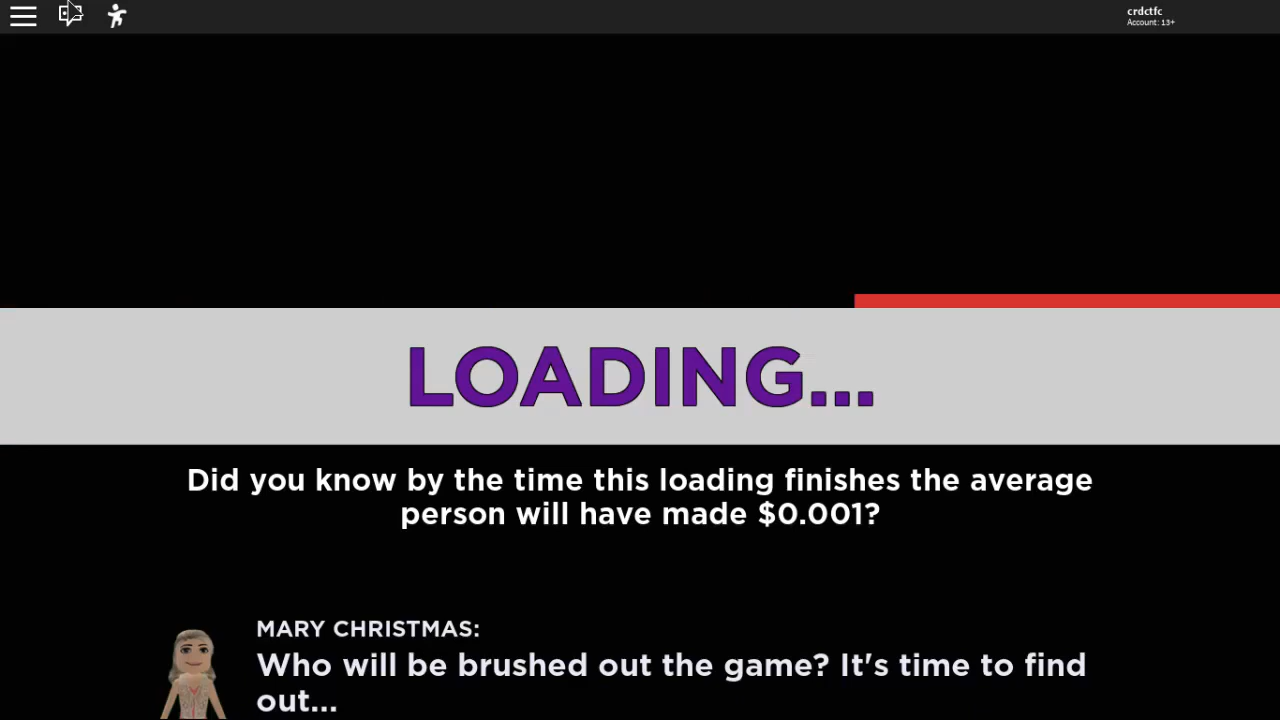 crdctfc
Account: 13+
LOADING...
Did you know by the time this loading finishes the average
person will have made $0.001?
MARY CHRISTMAS:
Who will be brushed out the game? It's time to find
out...